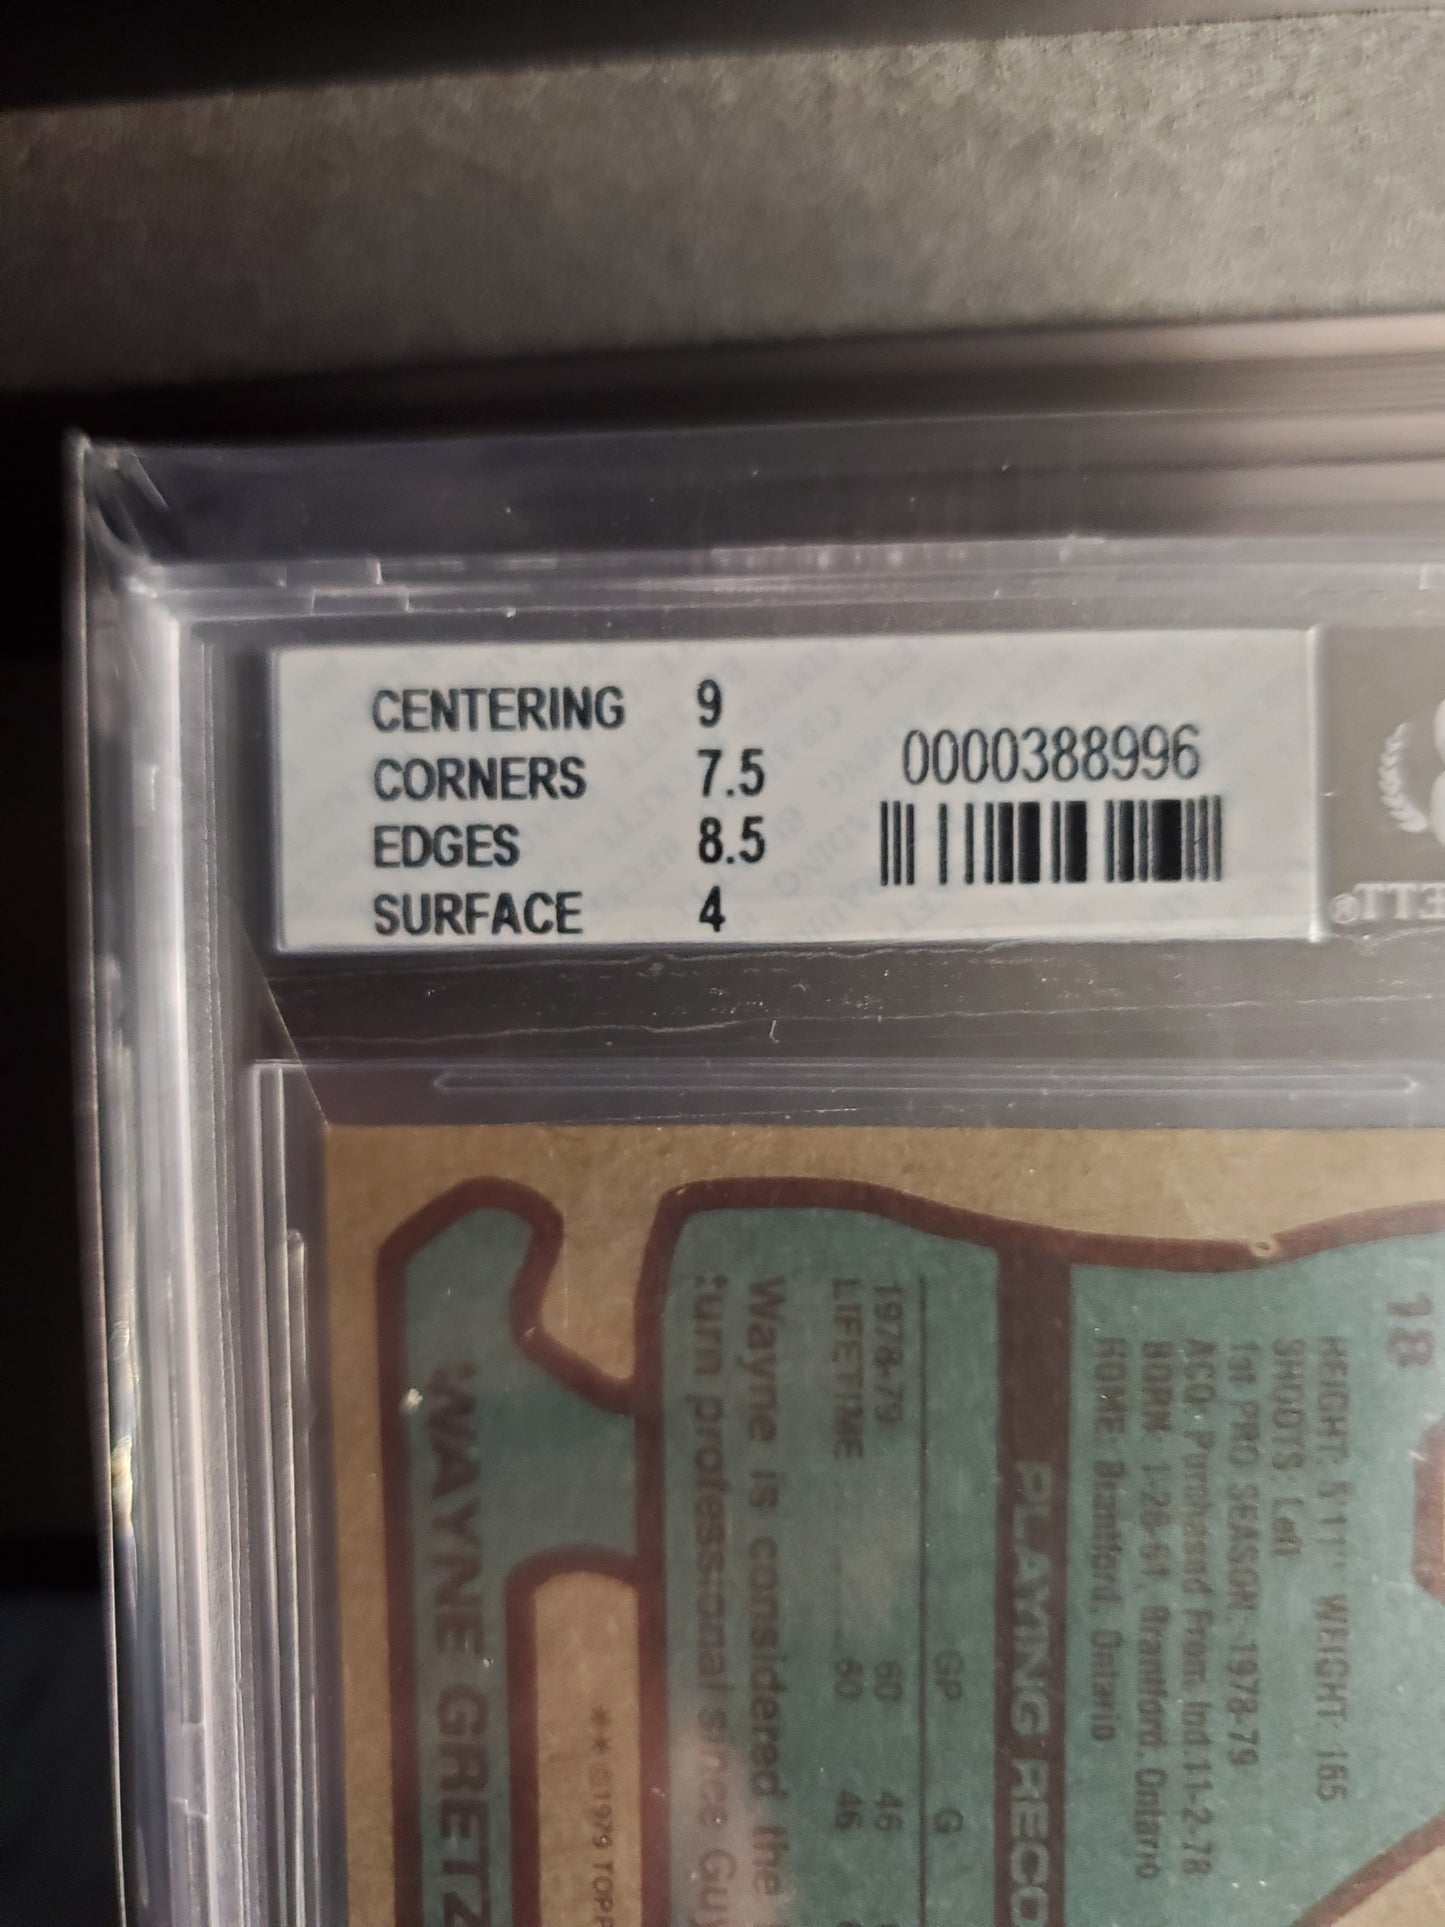 CENTERING 9
CORNERS 7.5
EDGES 8.5
SURFACE 4
0000388996
18
HEIGHT: 5'11" WEIGHT: 165
SHOOTS: Left
1st PRO SEASON: 1978-79
ACQ: Purchased From Ind. 11-2-78
BORN: 1-26-61, Brantford, Ontario
HOME: Brantford, Ontario
PLAYING RECO
GP G
1978-79 60 46
LIFETIME 60 46
Wayne is considered the
turn professional since Gu
** ©1979 TOPP
WAYNE GRETZ